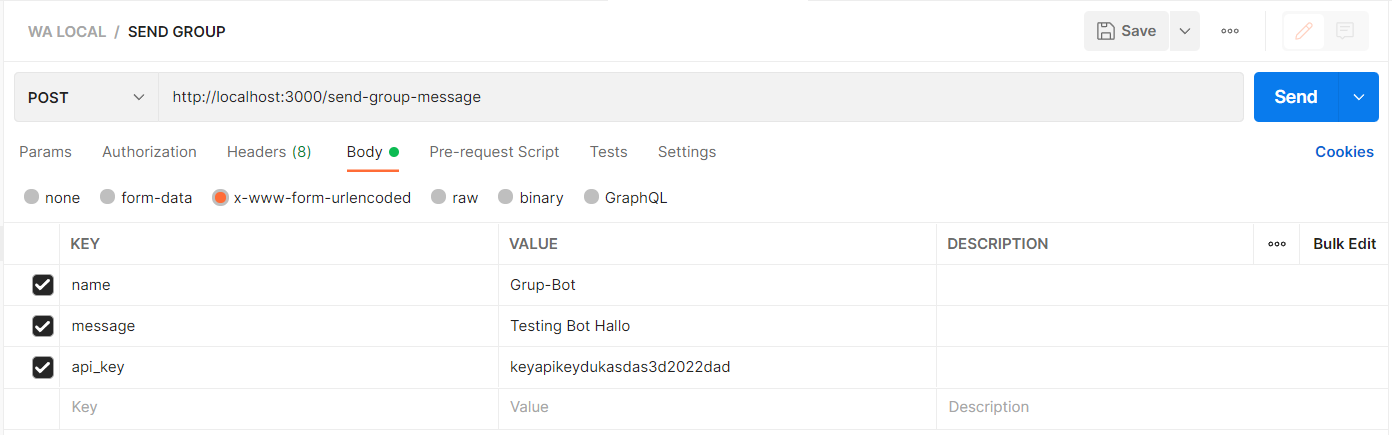 WA LOCAL / SEND GROUP Save
POST http://localhost:3000/send-group-message Send
Params Authorization Headers (8) Body Pre-request Script Tests Settings Cookies
none form-data x-www-form-urlencoded raw binary GraphQL
KEY VALUE DESCRIPTION Bulk Edit
name Grup-Bot
message Testing Bot Hallo
api_key keyapikeydukasdas3d2022dad
Key Value Description